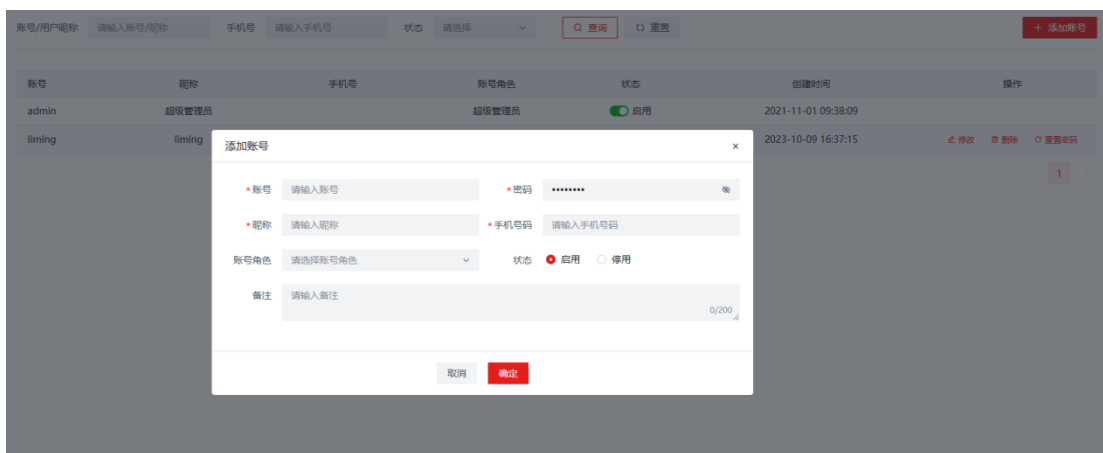 账号/用户昵称 请输入账号/昵称 手机号 请输入手机号 状态 请选择 查询 重置 + 添加账号
账号 昵称 手机号 账号角色 状态 创建时间 操作
admin 超级管理员 超级管理员 启用 2021-11-01 09:38:09
liming liming 2023-10-09 16:37:15 修改 删除 重置密码
1
添加账号 ×
*账号 请输入账号 *密码 ••••••••
*昵称 请输入昵称 *手机号码 请输入手机号码
账号角色 请选择账号角色 状态 启用 停用
备注 请输入备注
0/200
取消 确定